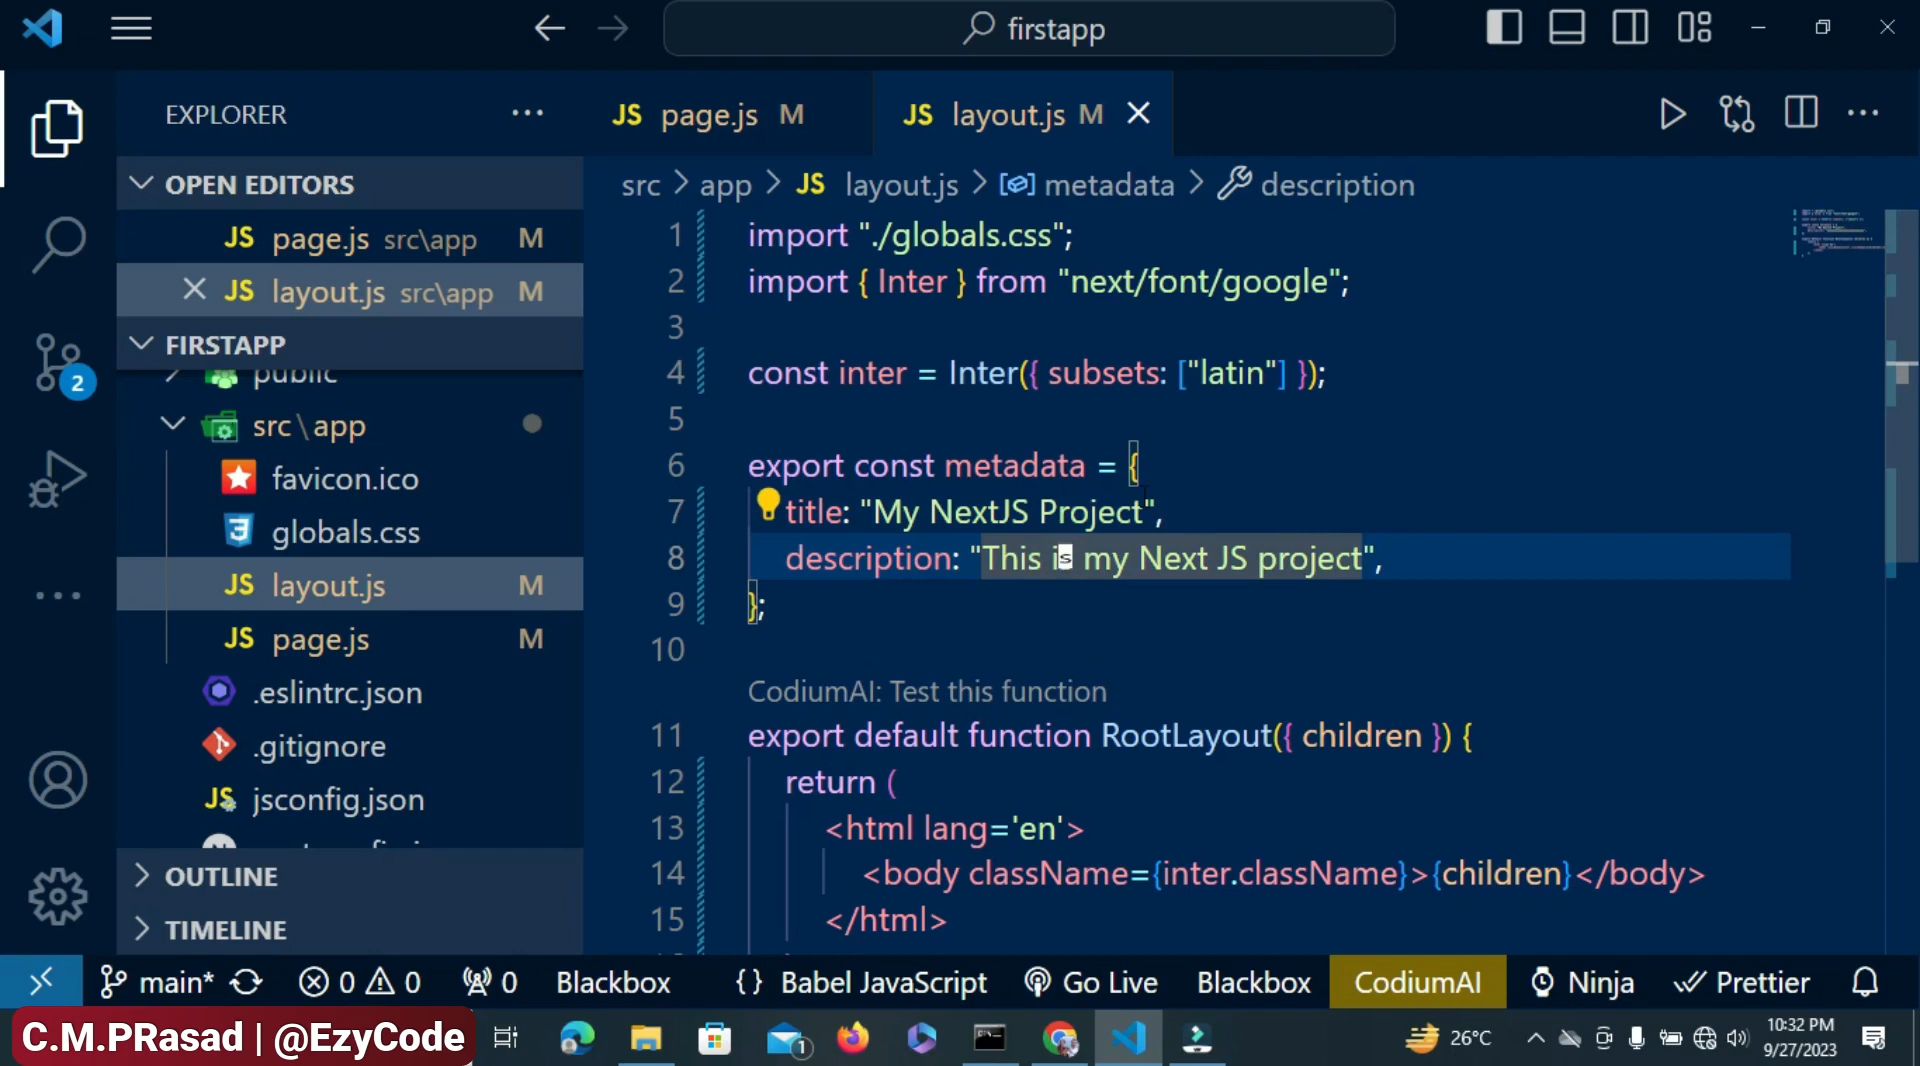 firstapp
EXPLORER
JS page.js M
JS layout.js M
OPEN EDITORS
src > app > JS layout.js > metadata > description
JS page.js src\app M
JS layout.js src\app M
FIRSTAPP
public
src\app
favicon.ico
globals.css
JS layout.js M
JS page.js M
.eslintrc.json
.gitignore
JS jsconfig.json
OUTLINE
TIMELINE
2
1 import "./globals.css";
2 import { Inter } from "next/font/google";
3
4 const inter = Inter({ subsets: ["latin"] });
5
6 export const metadata = {
7 title: "My NextJS Project",
8 description: "This is my Next JS project",
9 };
10
CodiumAI: Test this function
11 export default function RootLayout({ children }) {
12 return (
13 <html lang='en'>
14 <body className={inter.className}>{children}</body>
15 </html>
main* 0 0 0 Blackbox {} Babel JavaScript Go Live Blackbox CodiumAI Ninja Prettier
C.M.PRasad | @EzyCode
1
26°C
10:32 PM
9/27/2023